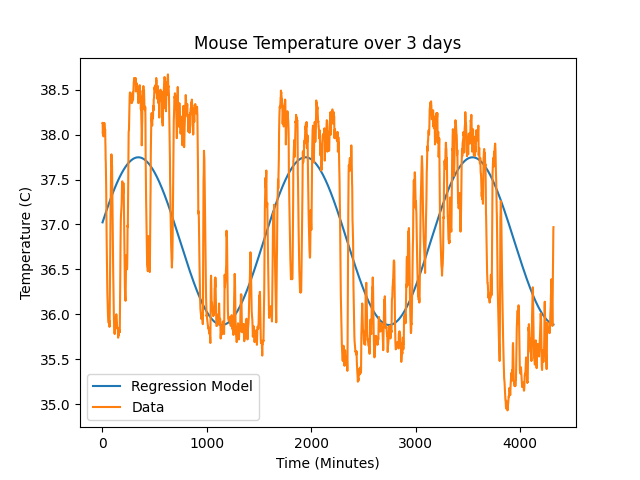 Mouse Temperature over 3 days
Temperature (C)
38.5
38.0
37.5
37.0
36.5
36.0
35.5
35.0
Regression Model
Data
0
1000
2000
3000
4000
Time (Minutes)